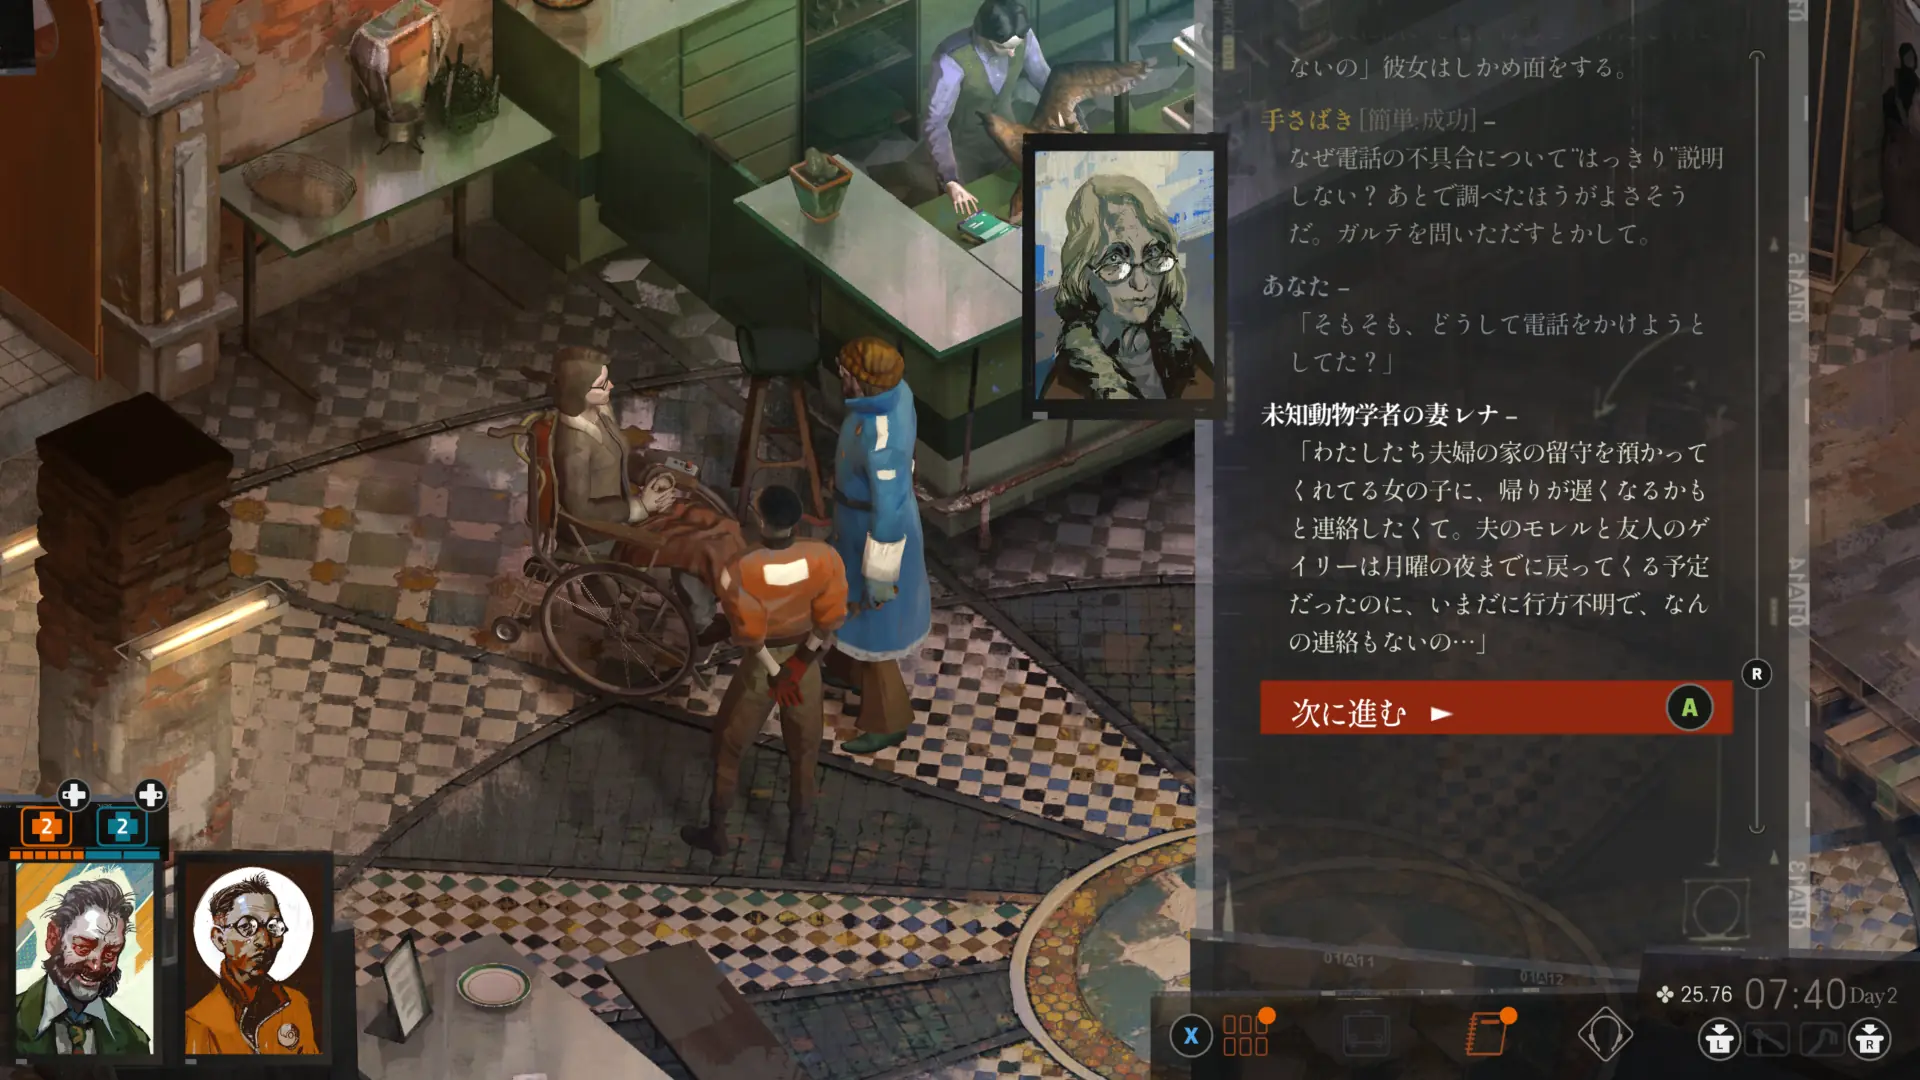 ないの」彼女はしかめ面をする。
手さばき [簡単:成功] –
なぜ電話の不具合について”はっきり”説明
しない？あとで調べたほうがよさそう
だ。ガルテを問いただすとかして。
あなた –
「そもそも、どうして電話をかけようと
してた？」
未知動物学者の妻レナ –
「わたしたち夫婦の家の留守を預かって
くれてる女の子に、帰りが遅くなるかも
と連絡したくて。夫のモレルと友人のゲ
イリーは月曜の夜までに戻ってくる予定
だったのに、いまだに行方不明で、なん
の連絡もないの…」
R
次に進む
A
2
2
01A11
01A12
25.76
07:40
Day2
X
L
R